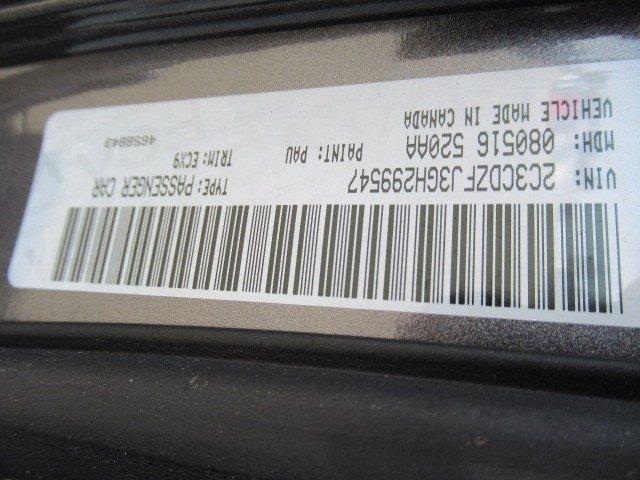 VIN: 2C3CDZFJ3GH299547 TYPE: PASSENGER CAR
MDH: 080516 520AA PAINT: PAU TRIM: ECX9
VEHICLE MADE IN CANADA 4658843